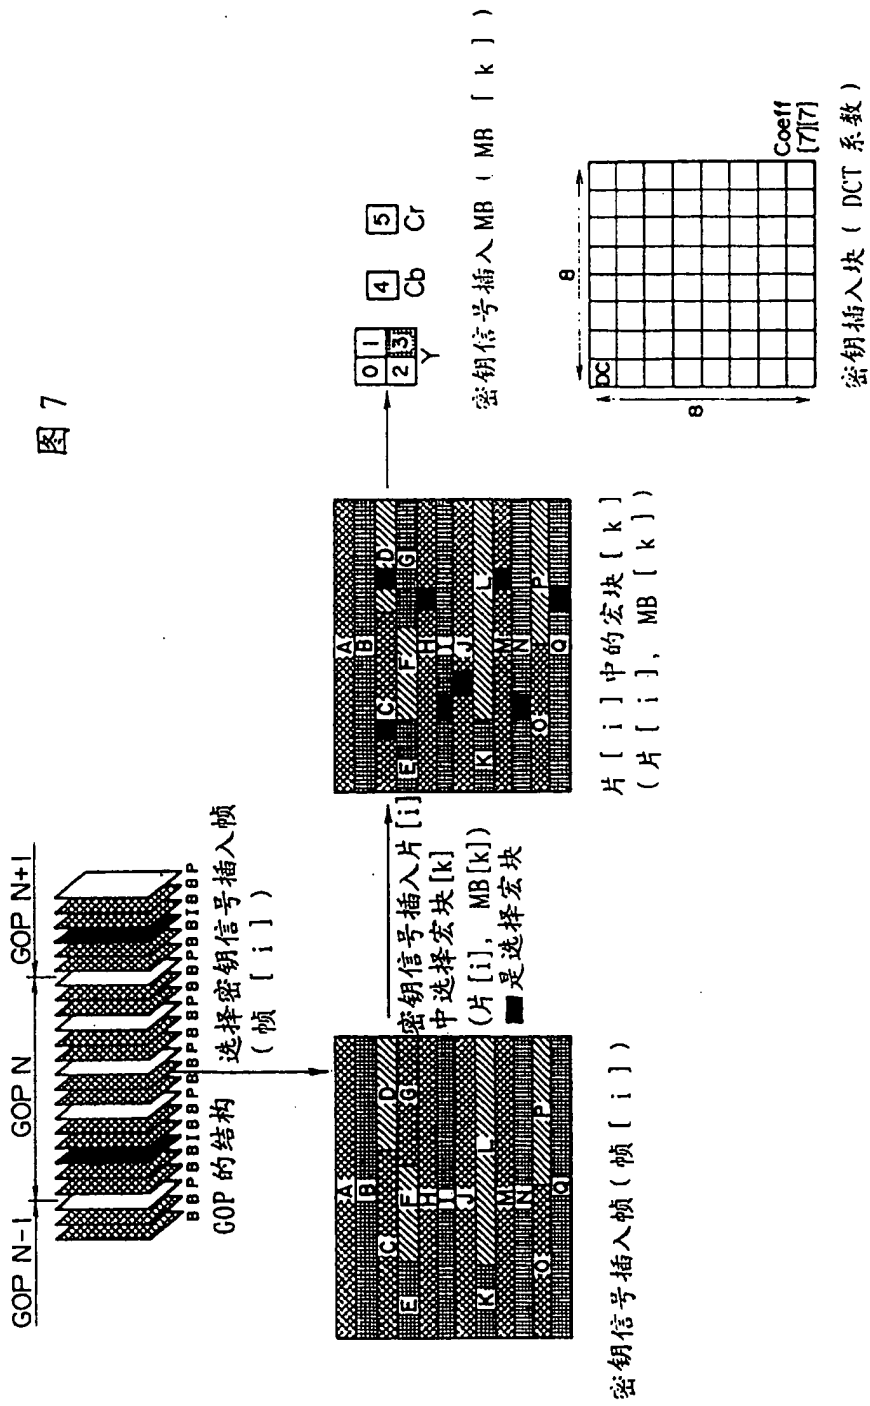 图 7
GOP N-1
GOP N
GOP N+1
B B P B B I B B P B B P B B P B B P B B I B B P
GOP 的结构
选择密钥信号插入帧
( 帧 [ i ] )
A
B
C
D
E
F
G
H
I
J
K
L
M
N
O
P
Q
密钥信号插入帧 ( 帧 [ i ] )
密钥信号插入片 [i]
中选择宏块[k]
(片[i], MB[k])
是选择宏块
A
B
C
D
E
F
G
H
I
J
K
L
M
N
O
P
Q
片 [ i ] 中的宏块 [ k ]
( 片 [ i ], MB [ k ] )
0 1
2 3
Y
4
Cb
5
Cr
密钥信号插入 MB ( MB [ k ] )
8
8
DC
Coeff
[7][7]
密钥插入块 ( DCT 系数 )